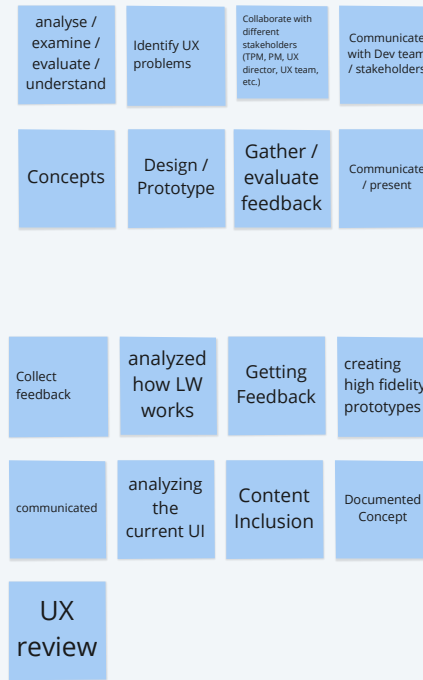 analyse /
examine /
evaluate /
understand
Identify UX
problems
Collaborate with
different
stakeholders
(TPM, PM, UX
director, UX team,
etc.)
Communicate
with Dev team
/ stakeholders
Concepts
Design /
Prototype
Gather /
evaluate
feedback
Communicate
/ present
Collect
feedback
analyzed
how LW
works
Getting
Feedback
creating
high fidelity
prototypes
communicated
analyzing
the
current UI
Content
Inclusion
Documented
Concept
UX
review